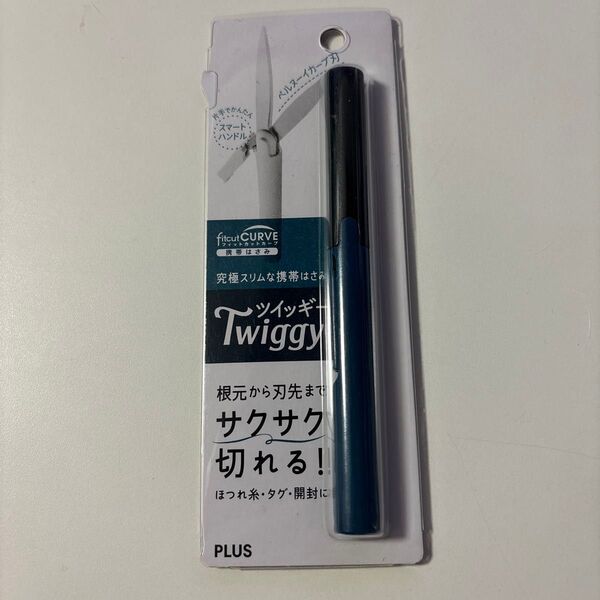 ベルヌーイカーブ刃
片手でかんたん
スマート
ハンドル
fitcut CURVE
フィットカットカーブ
携帯はさみ
究極スリムな携帯はさみ
ツイッギー
Twiggy
根元から刃先まで
サクサク
切れる!!
ほつれ糸・タグ・開封に
PLUS